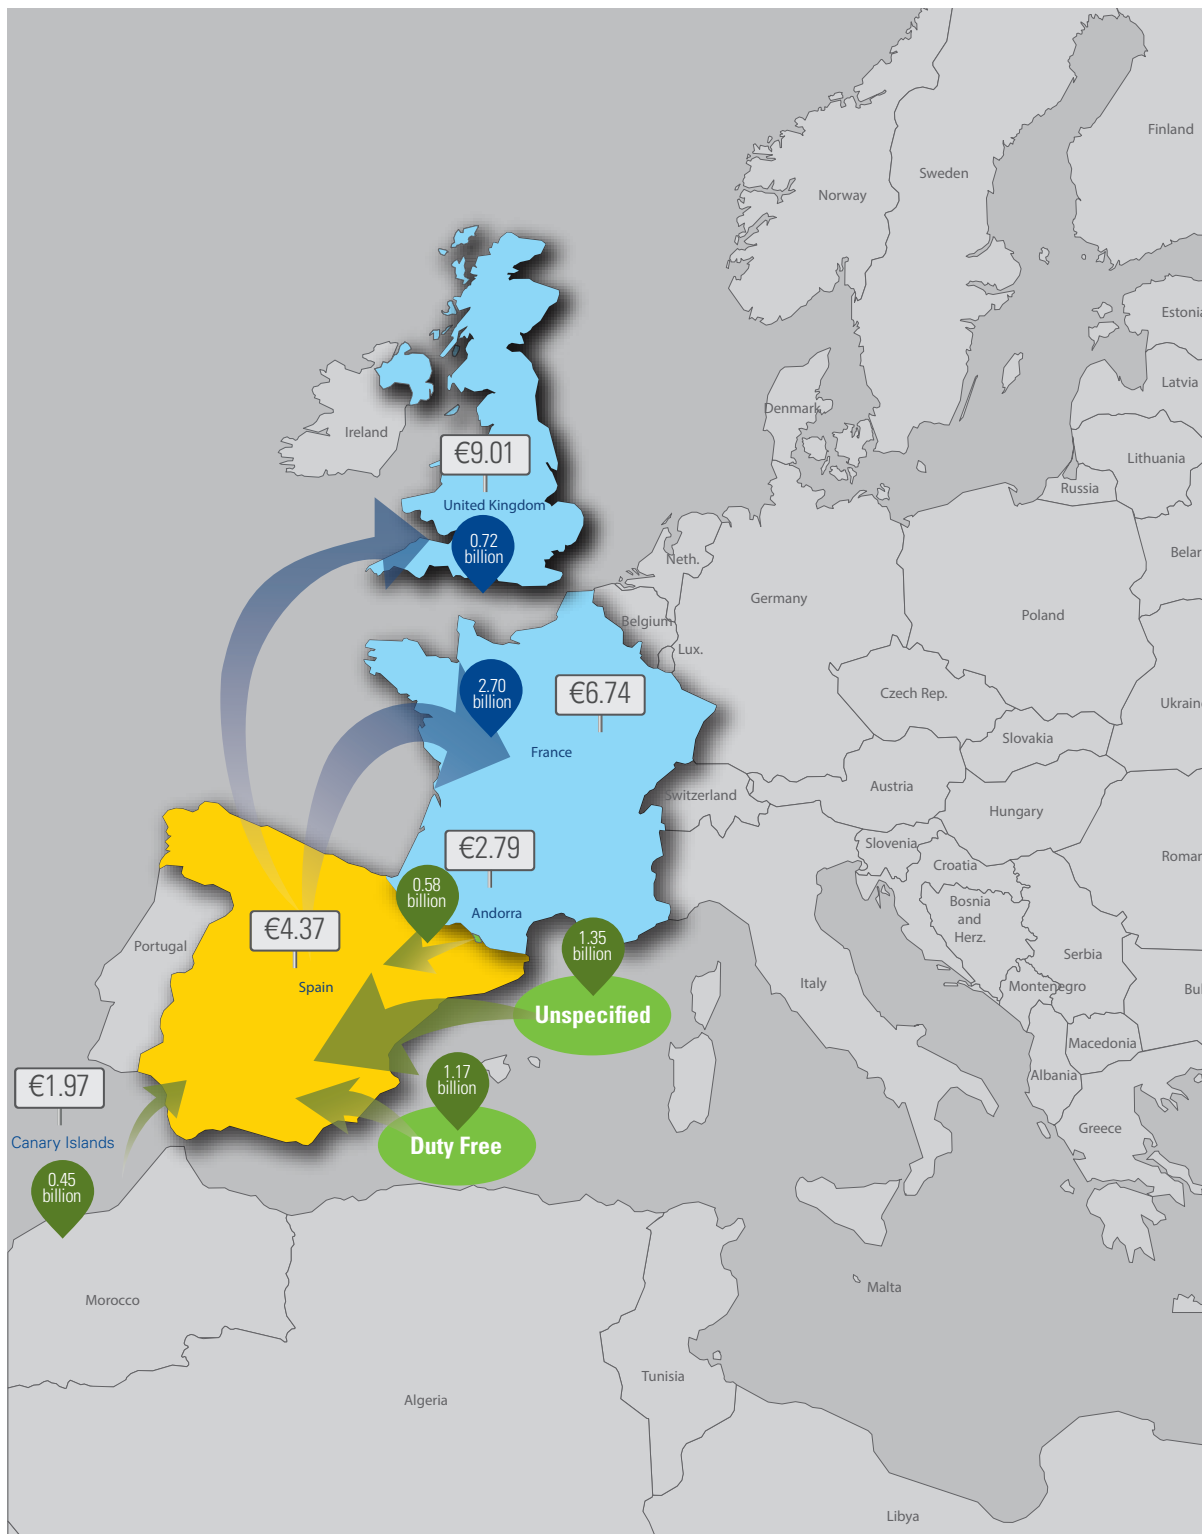 Finland
Sweden
Norway
Estonia
Latvia
Denmark
Ireland
€9.01
Lithuania
Russia
United Kingdom
0.72
billion
Belar
Neth.
Germany
Poland
Belgium
Lux.
2.70
billion
€6.74
Czech Rep.
Ukraine
Slovakia
France
Austria
Switzerland
Hungary
€2.79
Slovenia
Croatia
Roman
0.58
billion
Bosnia
and
Herz.
Andorra
€4.37
Portugal
1.35
billion
Serbia
Spain
Italy
Montenegro
Bul
Unspecified
Macedonia
€1.97
1.17
billion
Albania
Canary Islands
Duty Free
Greece
0.45
billion
Malta
Morocco
Tunisia
Algeria
Libya